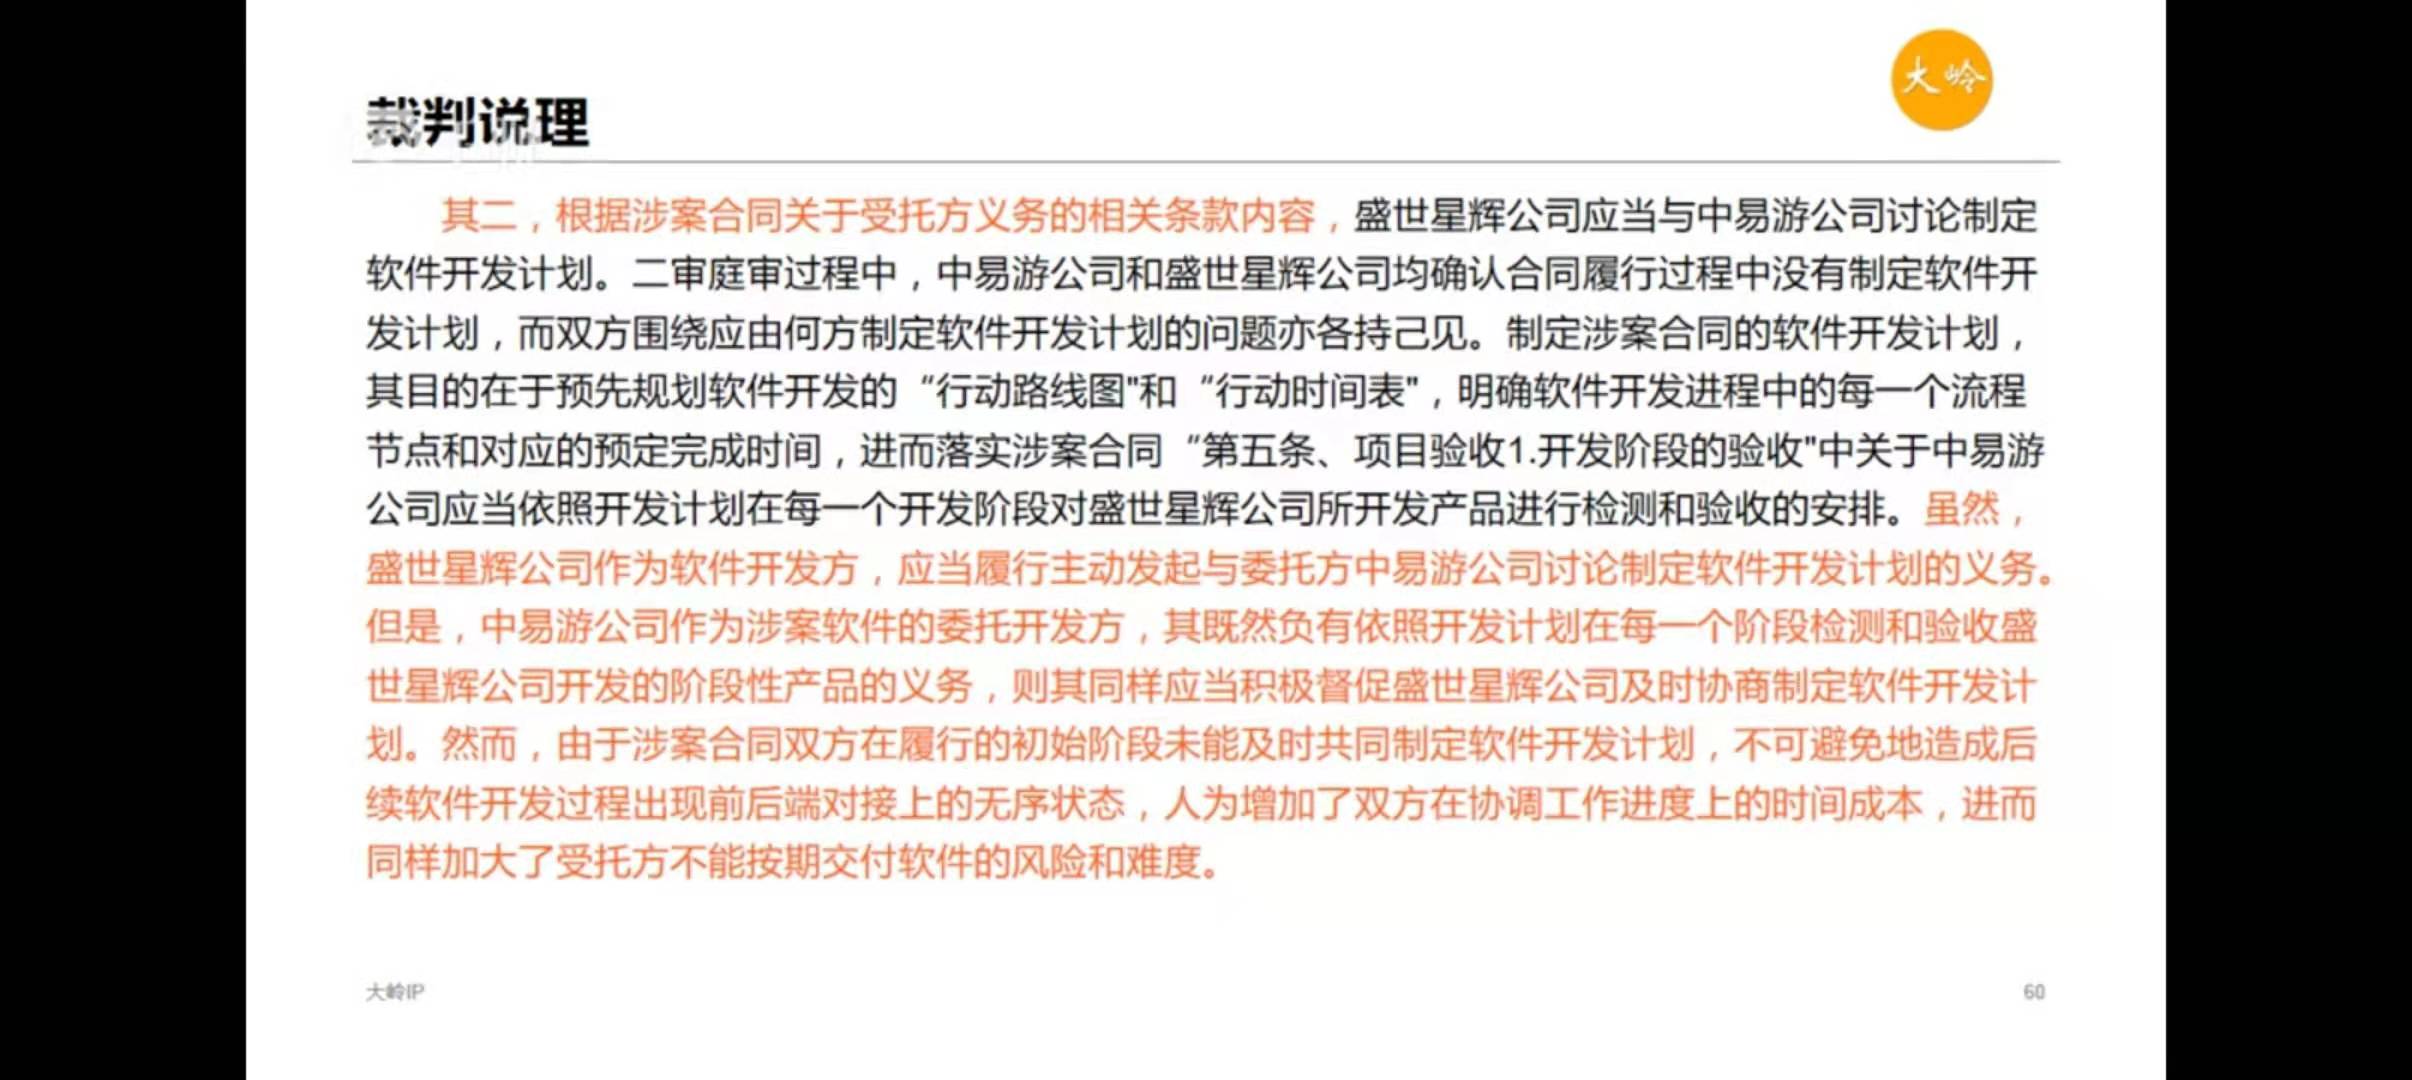 大岭
裁判说理
其二，根据涉案合同关于受托方义务的相关条款内容，盛世星辉公司应当与中易游公司讨论制定
软件开发计划。二审庭审过程中，中易游公司和盛世星辉公司均确认合同履行过程中没有制定软件开
发计划，而双方围绕应由何方制定软件开发计划的问题亦各持己见。制定涉案合同的软件开发计划，
其目的在于预先规划软件开发的“行动路线图"和“行动时间表"，明确软件开发进程中的每一个流程
节点和对应的预定完成时间，进而落实涉案合同“第五条、项目验收1.开发阶段的验收"中关于中易游
公司应当依照开发计划在每一个开发阶段对盛世星辉公司所开发产品进行检测和验收的安排。虽然，
盛世星辉公司作为软件开发方，应当履行主动发起与委托方中易游公司讨论制定软件开发计划的义务。
但是，中易游公司作为涉案软件的委托开发方，其既然负有依照开发计划在每一个阶段检测和验收盛
世星辉公司开发的阶段性产品的义务，则其同样应当积极督促盛世星辉公司及时协商制定软件开发计
划。然而，由于涉案合同双方在履行的初始阶段未能及时共同制定软件开发计划，不可避免地造成后
续软件开发过程出现前后端对接上的无序状态，人为增加了双方在协调工作进度上的时间成本，进而
同样加大了受托方不能按期交付软件的风险和难度。
大岭IP
60